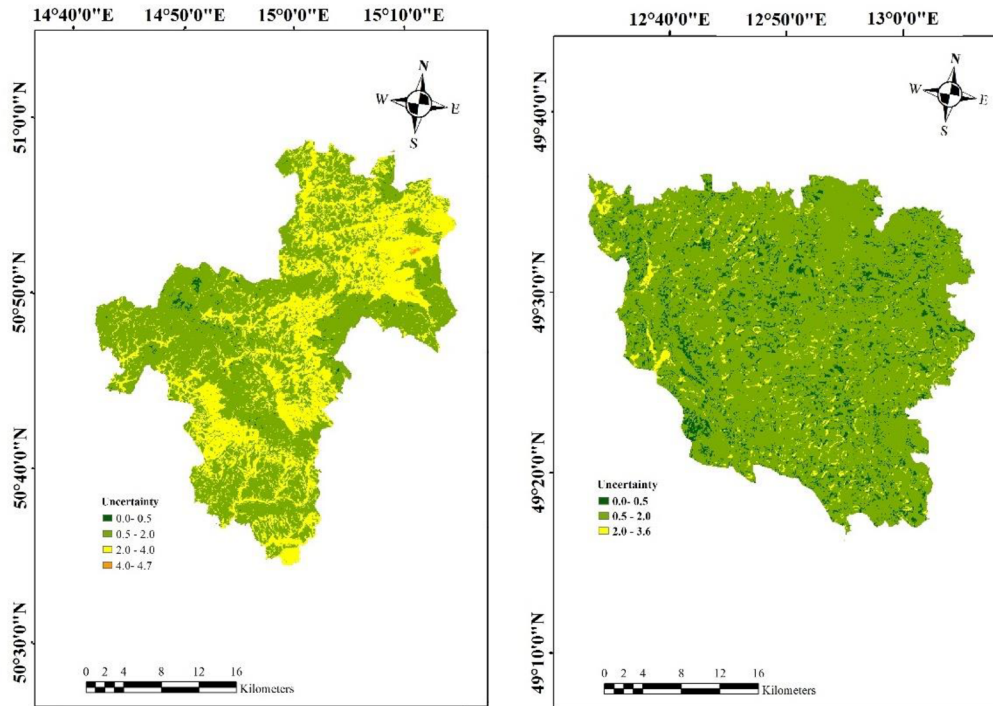 14°40'0"E 14°50'0"E 15°0'0"E 15°10'0"E
51°0'0"N
50°50'0"N
50°40'0"N
50°30'0"N
N
W E
S
Uncertainty
0.0- 0.5
0.5 - 2.0
2.0 - 4.0
4.0- 4.7
0 2 4 8 12 16
Kilometers
12°40'0"E 12°50'0"E 13°0'0"E
49°40'0"N
49°30'0"N
49°20'0"N
49°10'0"N
N
W E
S
Uncertainty
0.0- 0.5
0.5 - 2.0
2.0 - 3.6
0 2 4 8 12 16
Kilometers